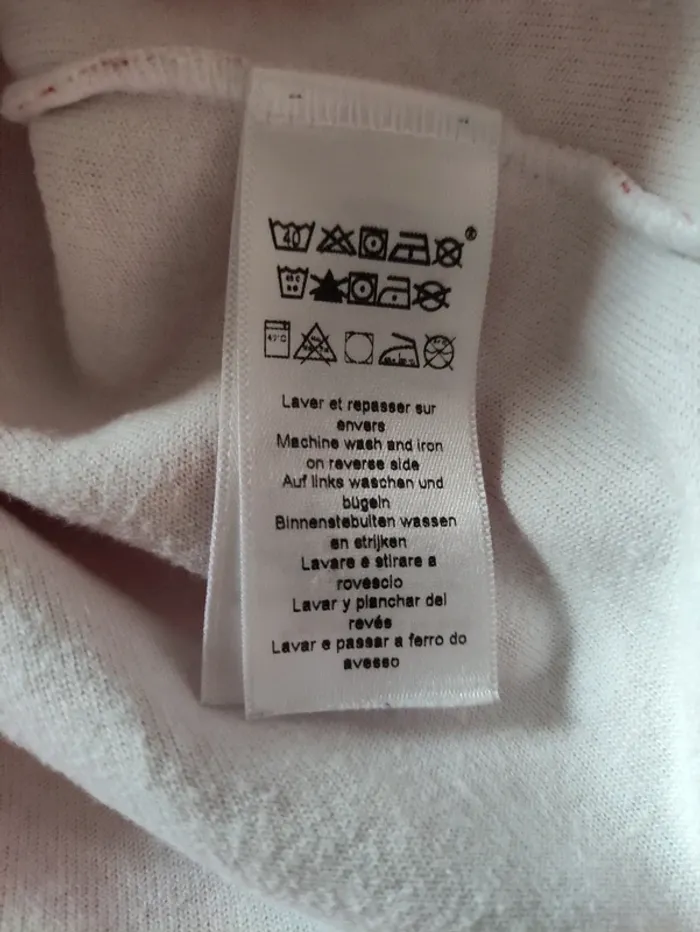 40
®
Laver et repasser sur
envers
Machine wash and iron
on reverse side
Auf links waschen und
bügeln
Binnenstebuiten wassen
en strijken
Lavare e stirare a
rovescio
Lavar y planchar del
revés
Lavar e passar a ferro do
avesso